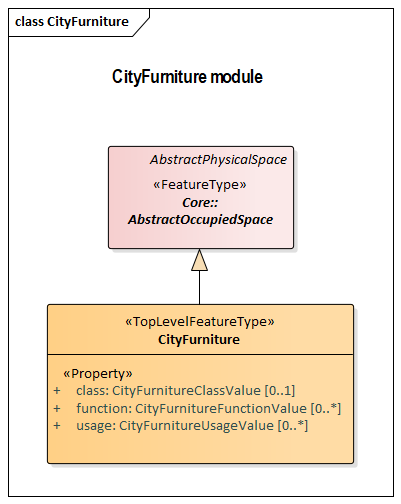 class CityFurniture
CityFurniture module
AbstractPhysicalSpace
«FeatureType»
Core::
AbstractOccupiedSpace
«TopLevelFeatureType»
CityFurniture
«Property»
+ class: CityFurnitureClassValue [0..1]
+ function: CityFurnitureFunctionValue [0..*]
+ usage: CityFurnitureUsageValue [0..*]